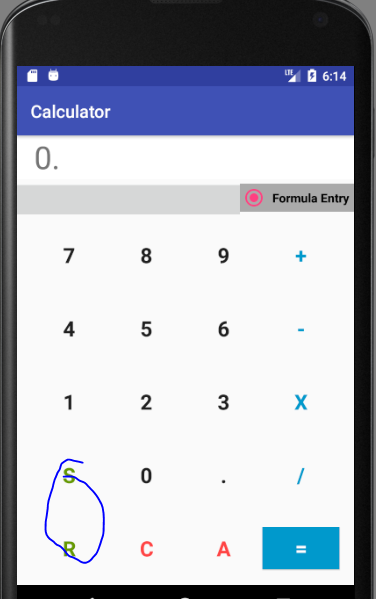 LTE 6:14
Calculator
0.
Formula Entry
7 8 9 +
4 5 6 -
1 2 3 X
S 0 . /
R C A =